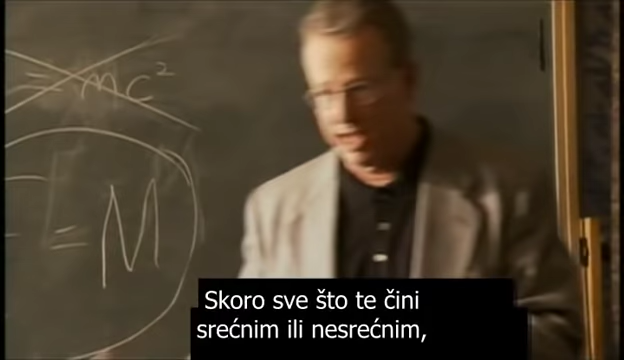 = mc²
= M
Skoro sve što te čini
srećnim ili nesrećnim,